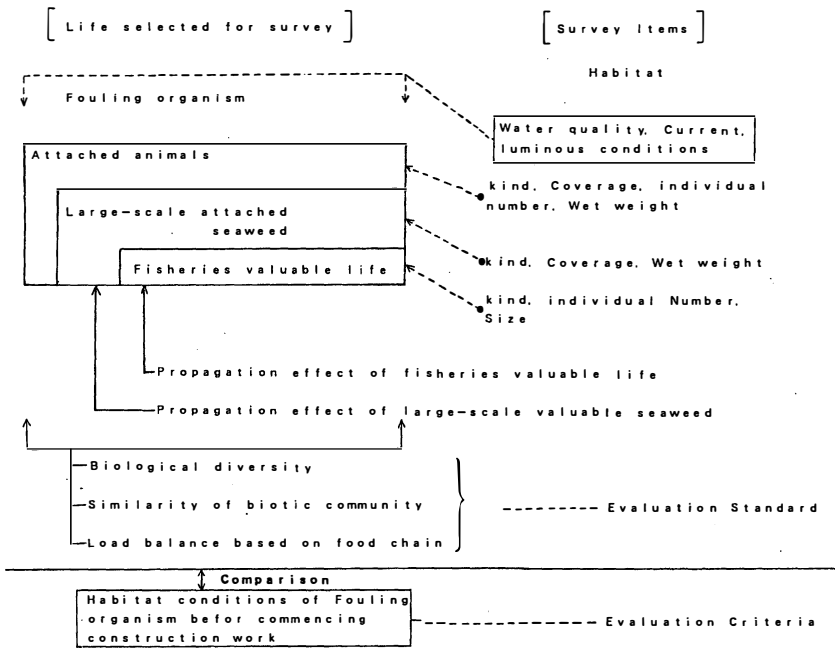 [Life selected for survey]
[Survey Items]
Habitat
Fouling organism
Water quality, Current,
luminous conditions
Attached animals
kind, Coverage, individual
number, Wet weight
Large-scale attached
seaweed
kind, Coverage, Wet weight
Fisheries valuable life
kind, individual Number,
Size
Propagation effect of fisheries valuable life
Propagation effect of large-scale valuable seaweed
Biological diversity
Similarity of biotic community
Evaluation Standard
Load balance based on food chain
Comparison
Habitat conditions of Fouling
organism befor commencing
construction work
Evaluation Criteria